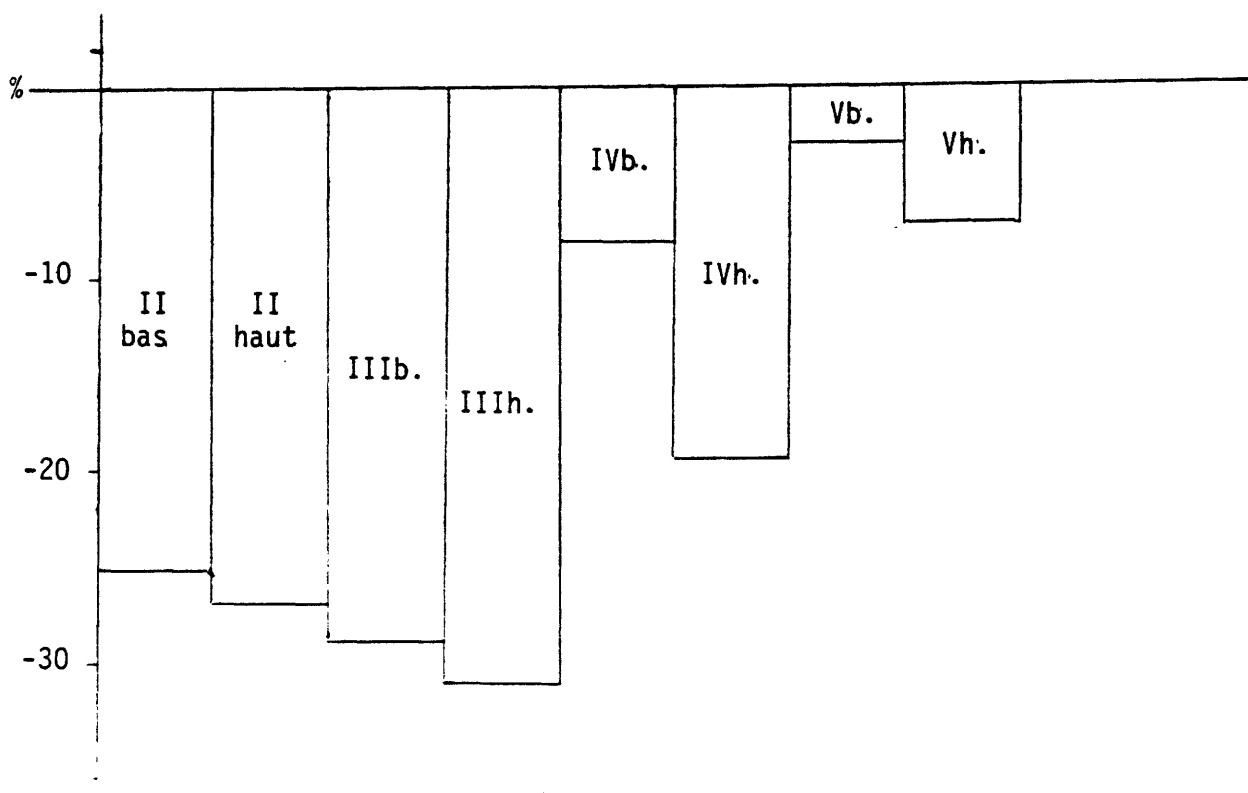 %
-10
-20
-30
II
bas
II
haut
IIIb.
IIIh.
IVb.
IVh.
Vb.
Vh.